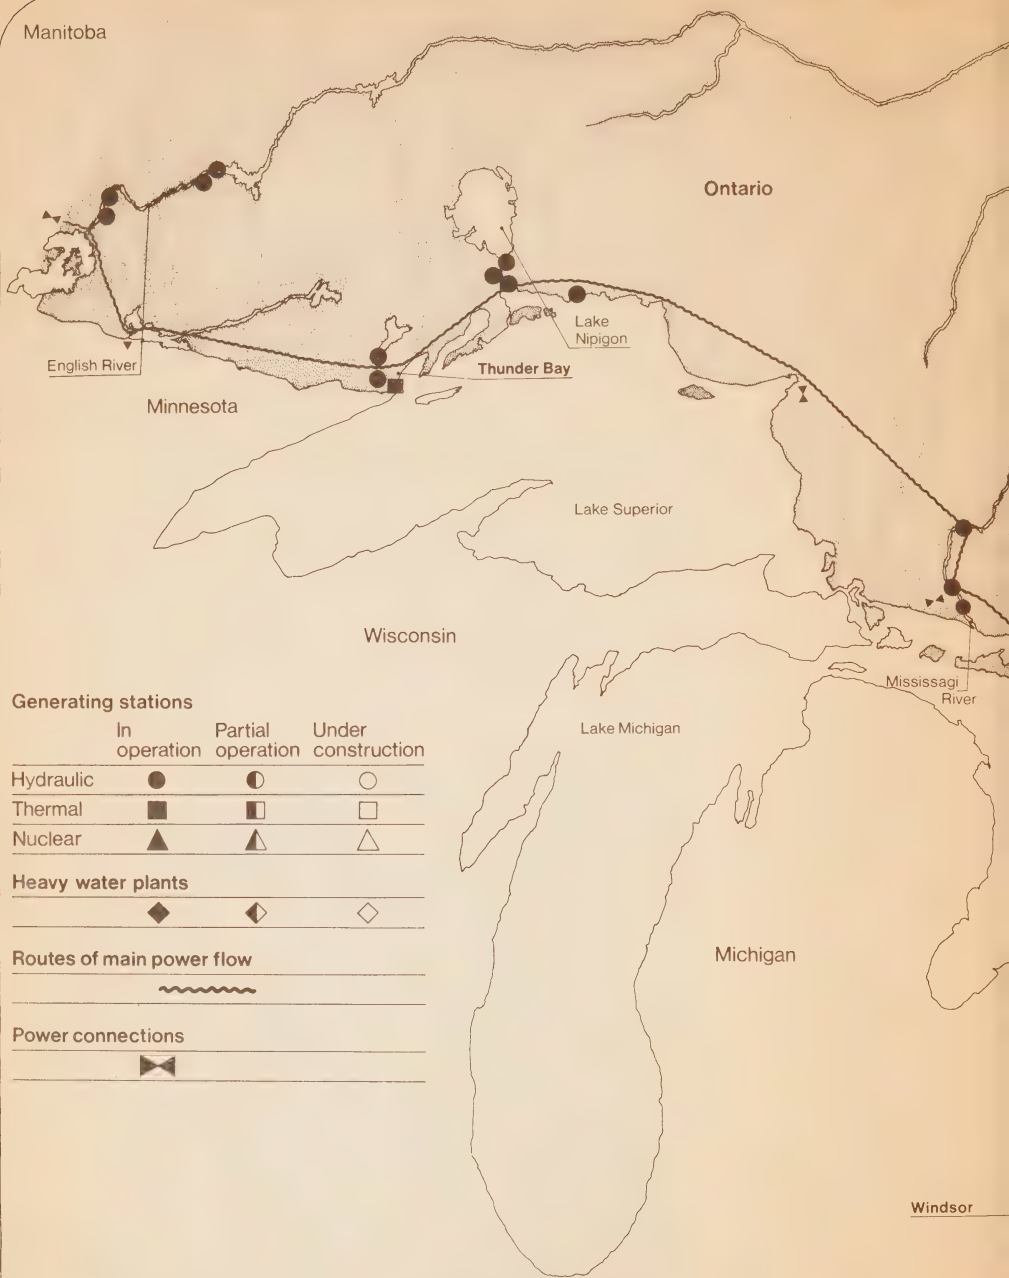 Manitoba
Ontario
Lake
Nipigon
English River
Thunder Bay
Minnesota
Lake Superior
Wisconsin
Mississagi
River
Generating stations
In Partial Under
operation operation construction
Lake Michigan
Hydraulic
Thermal
Nuclear
Heavy water plants
Routes of main power flow
Michigan
Power connections
Windsor